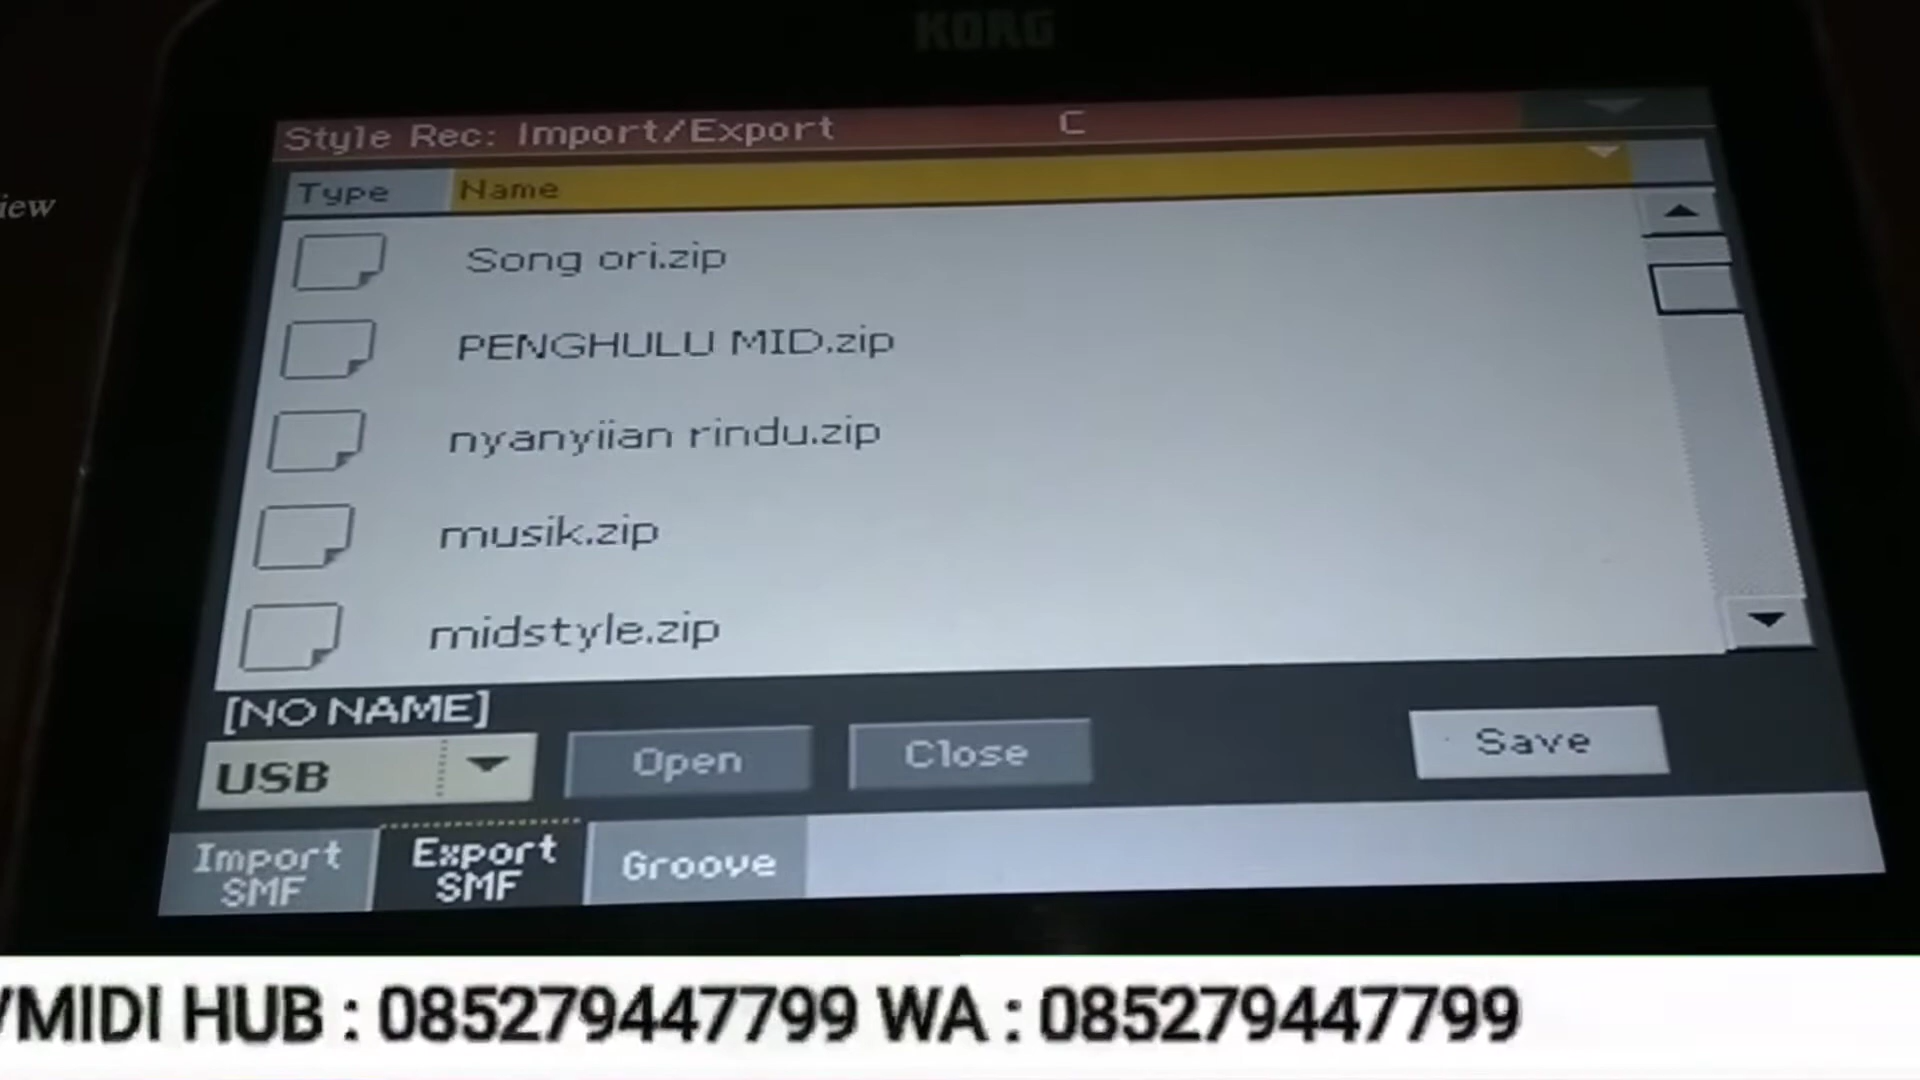 KORG
Style Rec: Import/Export C
Type Name
iew
Song ori.zip
PENGHULU MID.zip
nyanyiian rindu.zip
musik.zip
midstyle.zip
[NO NAME]
USB Open Close Save
Import SMF
Export SMF
Groove
/MIDI HUB : 085279447799 WA : 085279447799